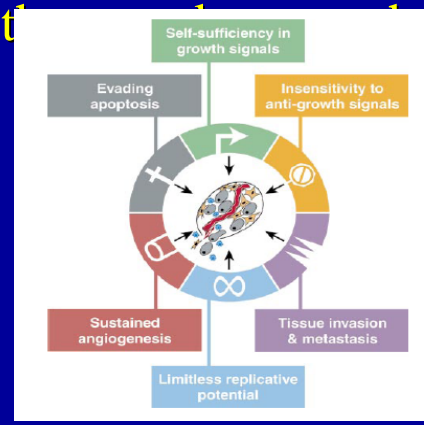 Self-sufficiency in
growth signals
Evading
apoptosis
Insensitivity to
anti-growth signals
Sustained
angiogenesis
Tissue invasion
& metastasis
Limitless replicative
potential